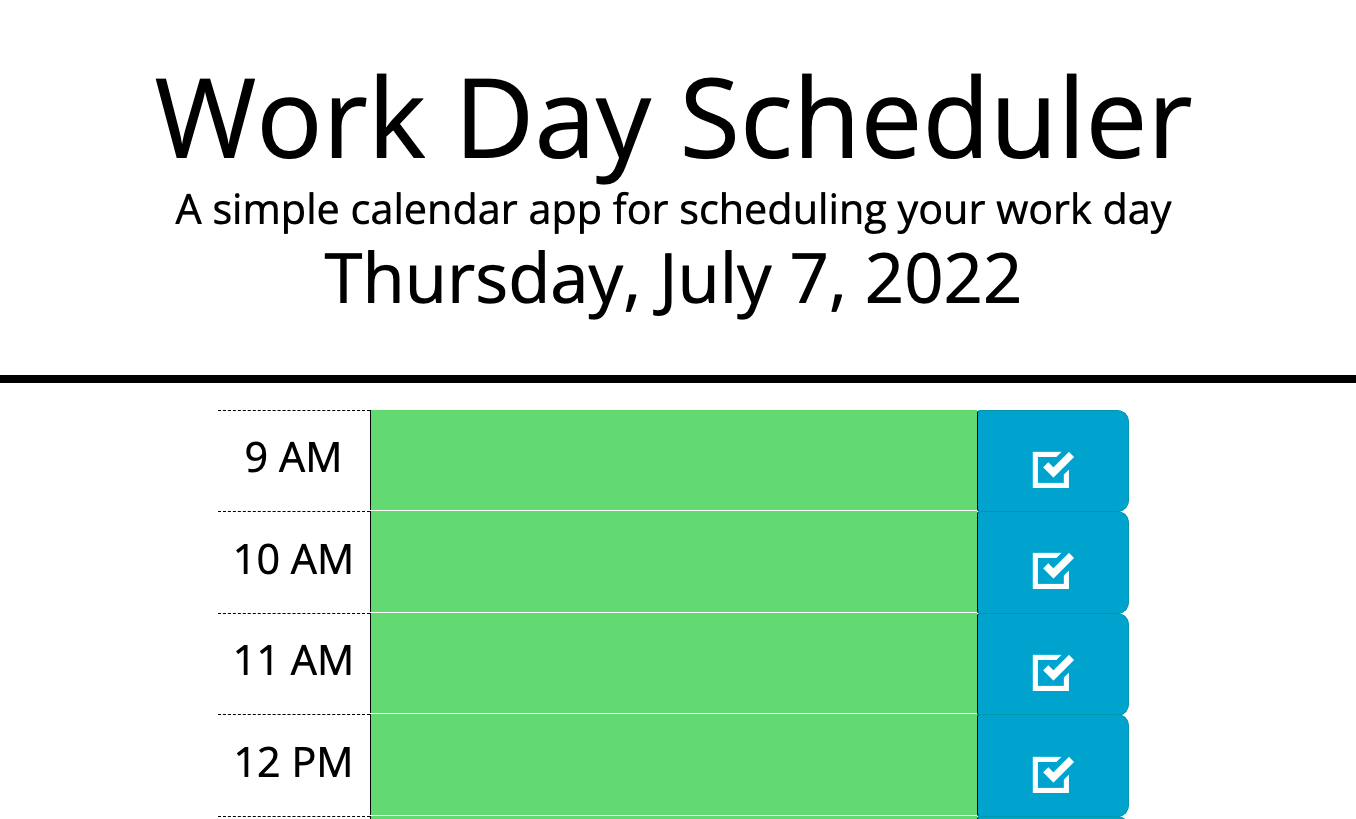 Work Day Scheduler
A simple calendar app for scheduling your work day
Thursday, July 7, 2022
9 AM
10 AM
11 AM
12 PM